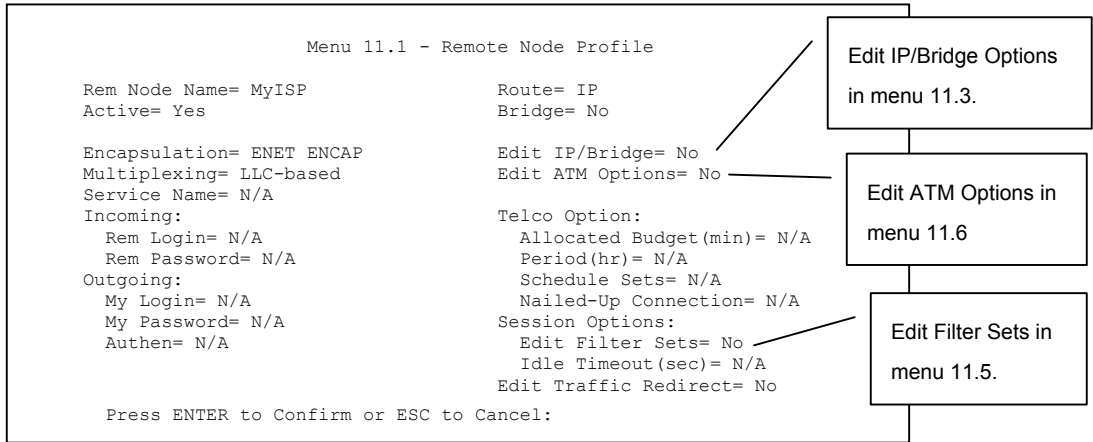 Menu 11.1 - Remote Node Profile
Rem Node Name= MyISP Route= IP
Active= Yes Bridge= No
Encapsulation= ENET ENCAP Edit IP/Bridge= No
Multiplexing= LLC-based Edit ATM Options= No
Service Name= N/A
Incoming: Telco Option:
Rem Login= N/A Allocated Budget(min)= N/A
Rem Password= N/A Period(hr)= N/A
Outgoing: Schedule Sets= N/A
My Login= N/A Nailed-Up Connection= N/A
My Password= N/A Session Options:
Authen= N/A Edit Filter Sets= No
Idle Timeout(sec)= N/A
Edit Traffic Redirect= No
Press ENTER to Confirm or ESC to Cancel:
Edit IP/Bridge Options
in menu 11.3.
Edit ATM Options in
menu 11.6
Edit Filter Sets in
menu 11.5.